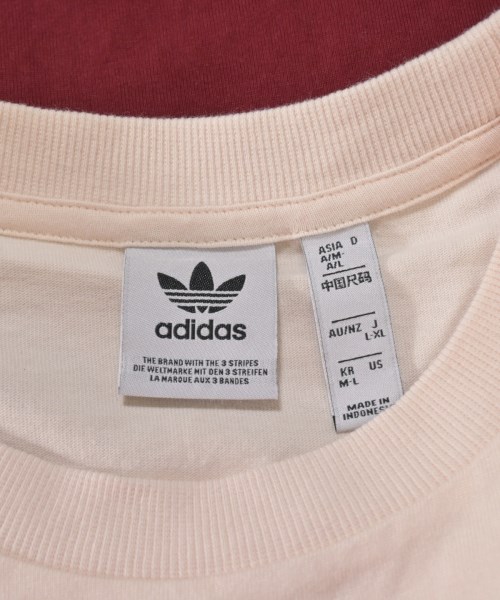 adidas
THE BRAND WITH THE 3 STRIPES
DIE WELTMARKE MIT DEN 3 STREIFEN
LA MARQUE AUX 3 BANDES
ASIA D
A/M-
A/L
中国尺码
AU/NZ J
L-XL
KR US
M-L
MADE IN
INDONES